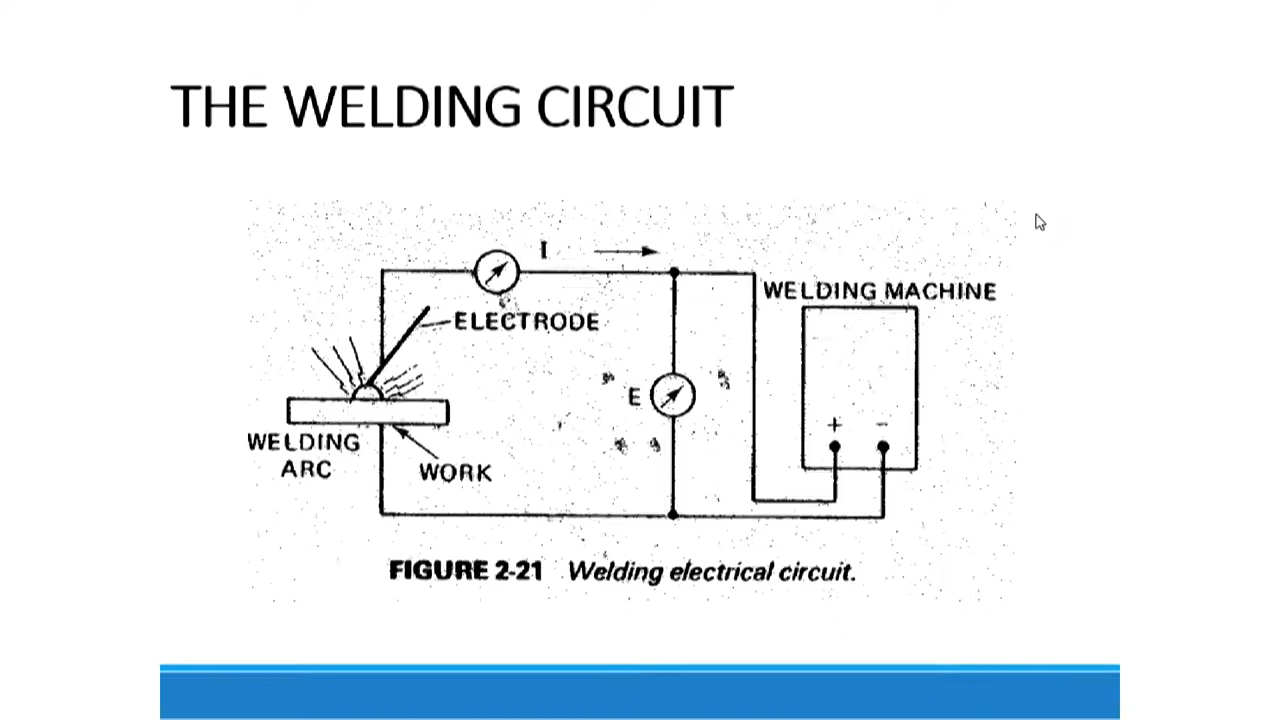 THE WELDING CIRCUIT
I
WELDING MACHINE
ELECTRODE
E
+ -
WELDING
ARC
WORK
FIGURE 2-21 Welding electrical circuit.